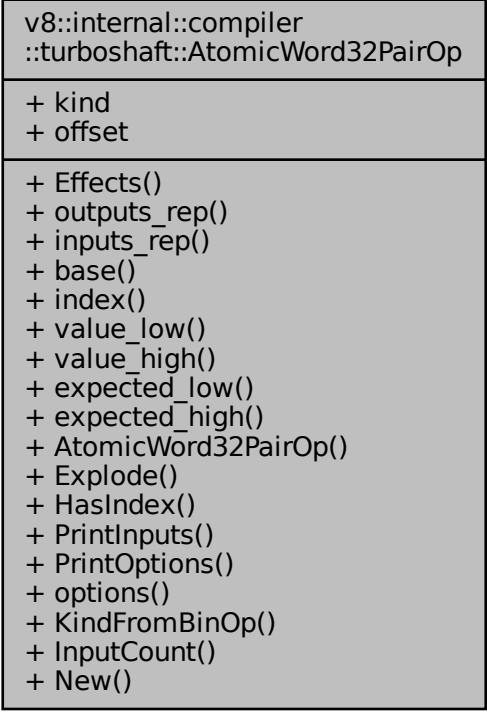 v8::internal::compiler
::turboshaft::AtomicWord32PairOp
+ kind
+ offset
+ Effects()
+ outputs_rep()
+ inputs_rep()
+ base()
+ index()
+ value_low()
+ value_high()
+ expected_low()
+ expected_high()
+ AtomicWord32PairOp()
+ Explode()
+ HasIndex()
+ PrintInputs()
+ PrintOptions()
+ options()
+ KindFromBinOp()
+ InputCount()
+ New()